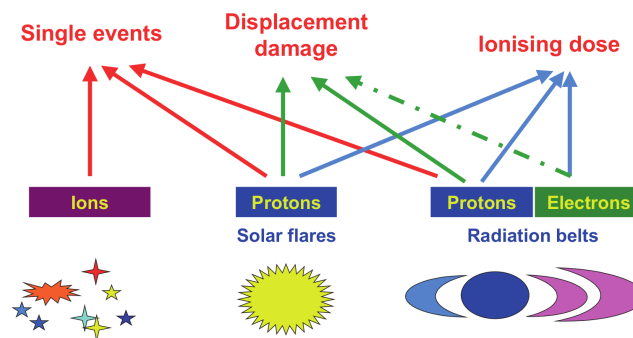 Single events
Displacement
damage
Ionising dose
Ions
Protons
Protons
Electrons
Solar flares
Radiation belts